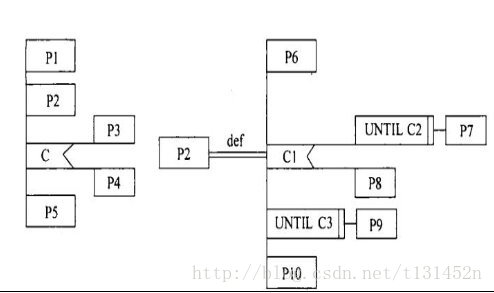 P1
P2
P3
C
P4
P5
P2
def
P6
UNTIL C2
P7
C1
P8
UNTIL C3
P9
P10
http://blog.csdn.net/t131452n